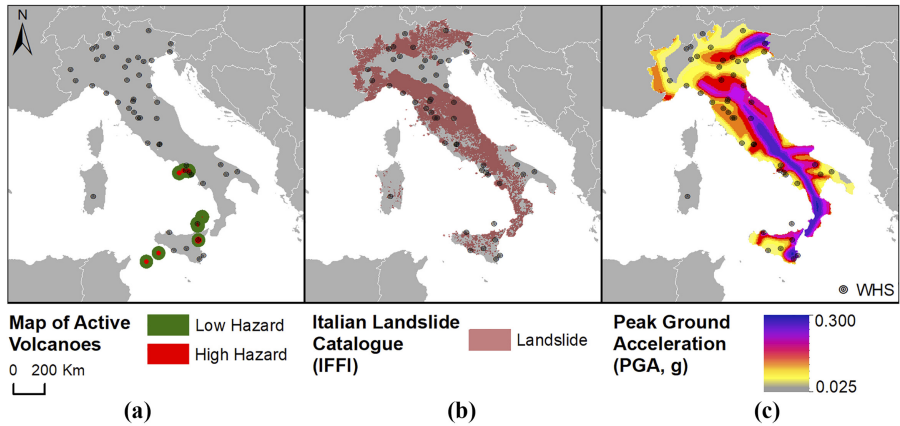 N
WHS
Map of Active
Volcanoes
0 200 Km
Low Hazard
High Hazard
Italian Landslide
Catalogue
(IFFI)
Landslide
Peak Ground
Acceleration
(PGA, g)
0.300
0.025
(a)
(b)
(c)